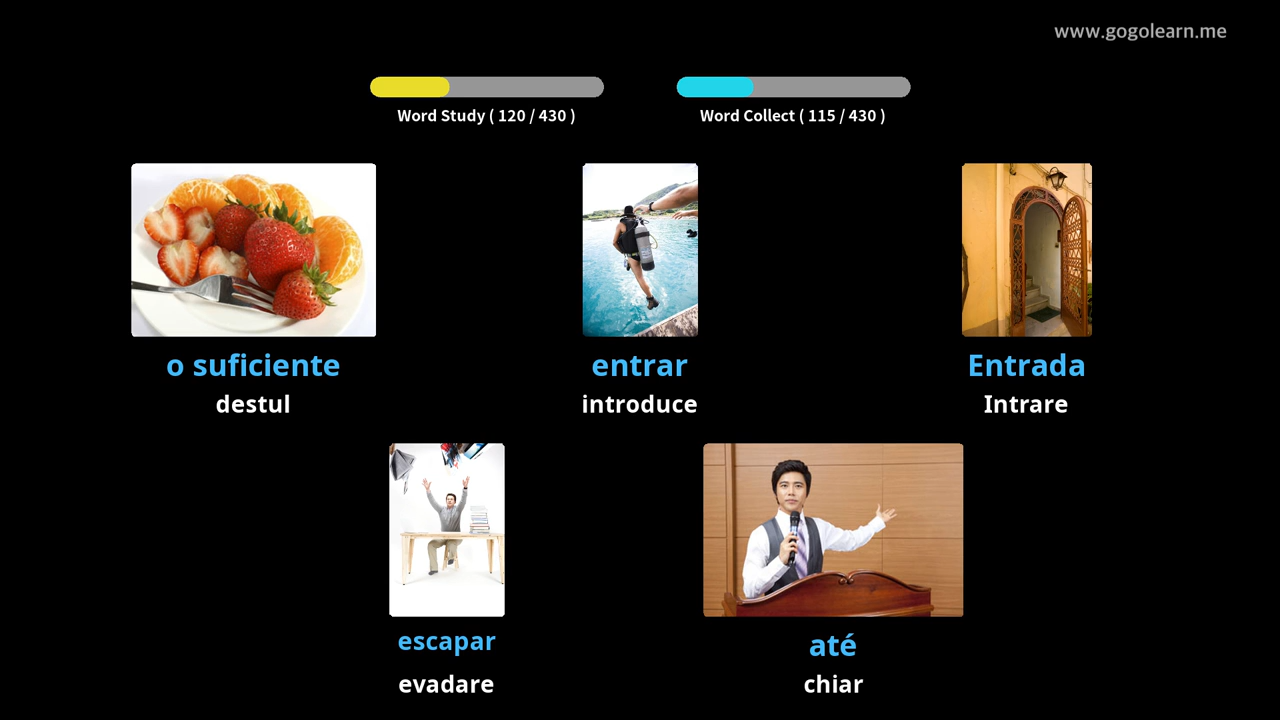 www.gogolearn.me
Word Study ( 120 / 430 )
Word Collect ( 115 / 430 )
o suficiente
destul
entrar
introduce
Entrada
Intrare
escapar
evadare
até
chiar